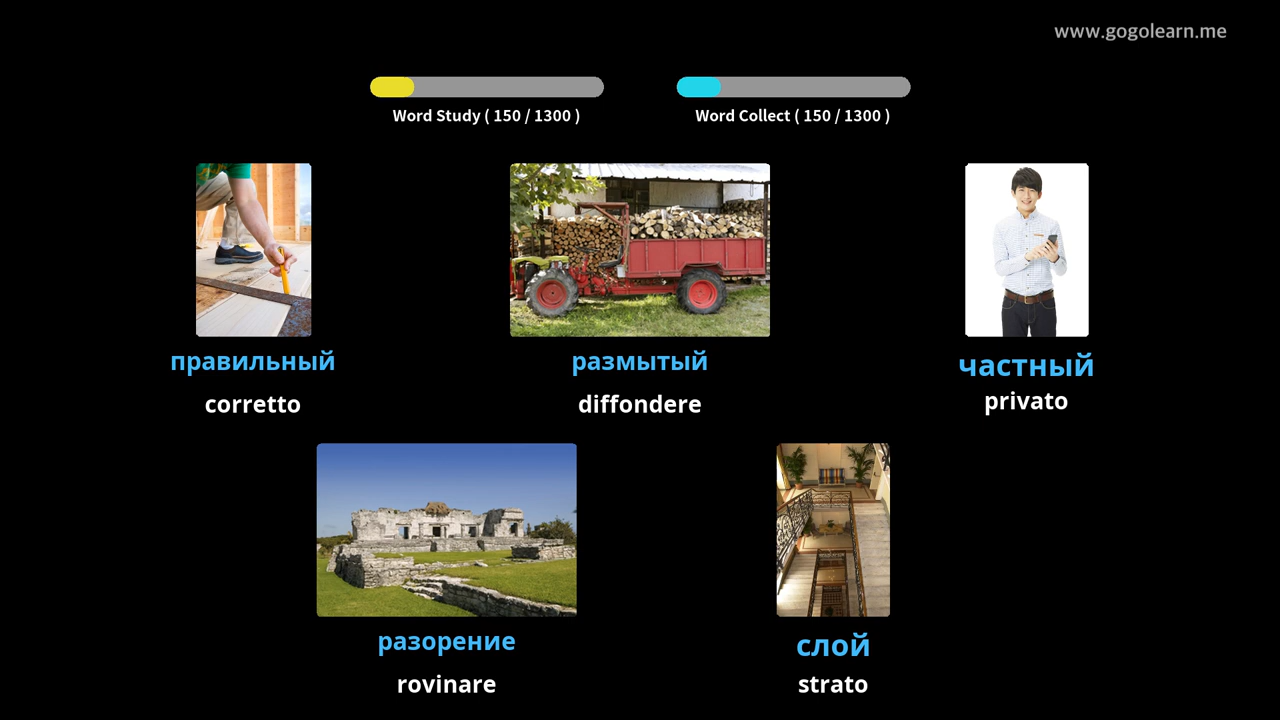 www.gogolearn.me
Word Study ( 150 / 1300 )
Word Collect ( 150 / 1300 )
правильный
corretto
размытый
diffondere
частный
privato
разорение
rovinare
слой
strato